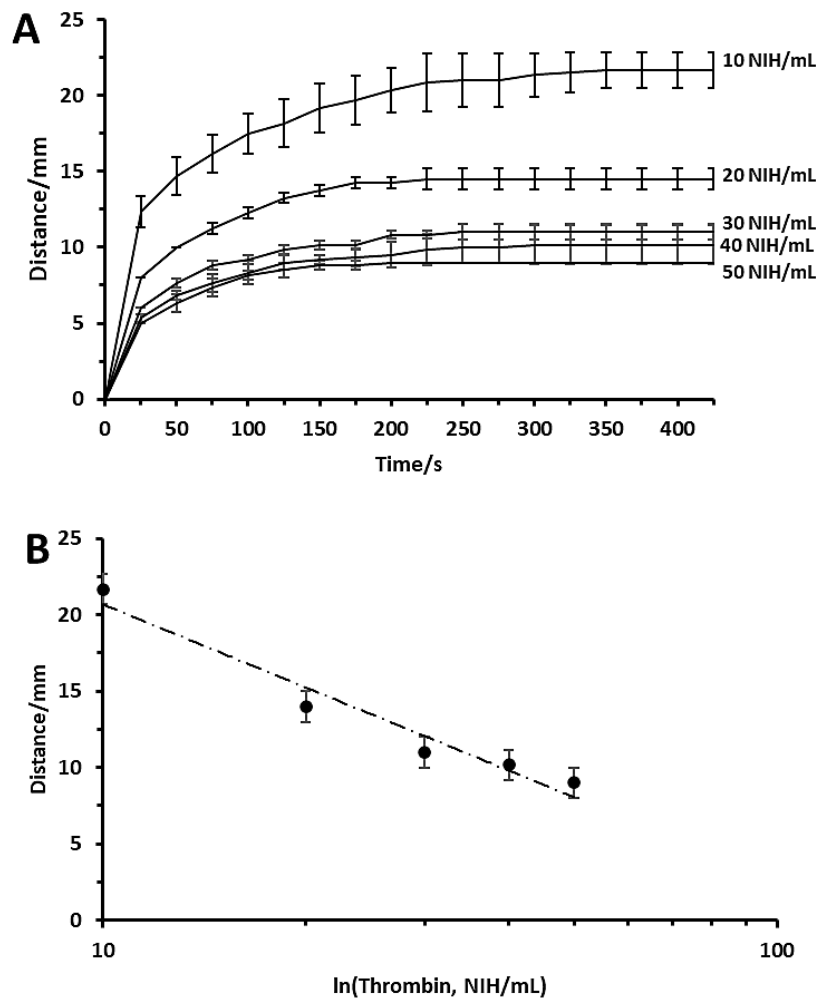 A
25
20
15
10
5
0
Distance/mm
10 NIH/mL
20 NIH/mL
30 NIH/mL
40 NIH/mL
50 NIH/mL
0 50 100 150 200 250 300 350 400
Time/s
B
25
20
15
10
5
0
Distance/mm
10 100
ln(Thrombin, NIH/mL)